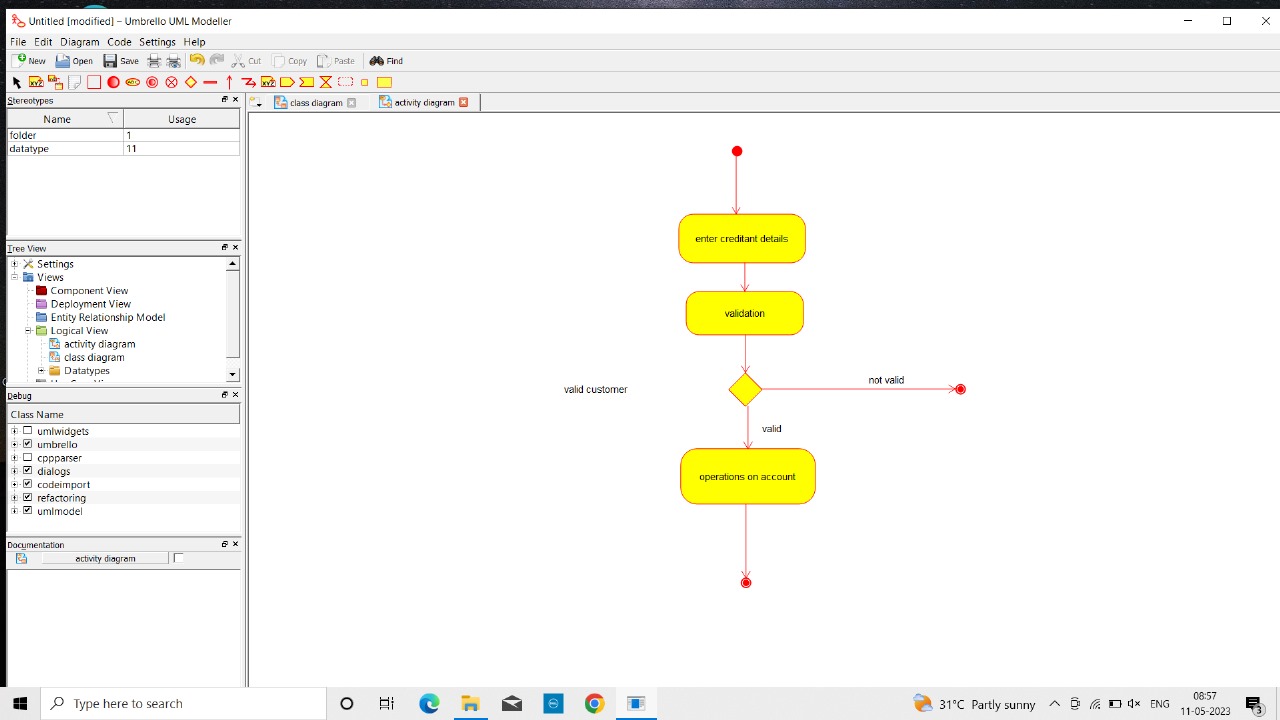 Untitled [modified] – Umbrello UML Modeller
File Edit Diagram Code Settings Help
New Open Save Cut Copy Paste Find
class diagram activity diagram
Stereotypes
Name Usage
folder 1
datatype 11
Tree View
Settings
Views
Component View
Deployment View
Entity Relationship Model
Logical View
activity diagram
class diagram
Datatypes
Debug
Class Name
umlwidgets
umbrello
cppparser
dialogs
codeimport
refactoring
umlmodel
Documentation
activity diagram
enter creditant details
validation
valid customer
not valid
valid
operations on account
Type here to search
31°C Partly sunny
ENG
08:57
11-05-2023
3